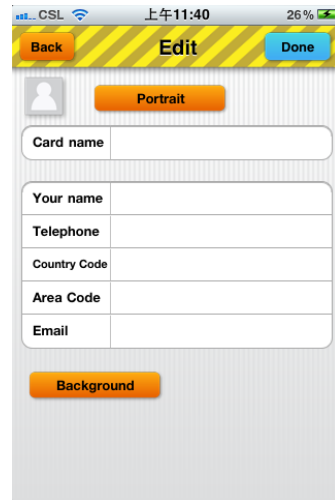 CSL 上午11:40 26%
Back Edit Done
Portrait
Card name
Your name
Telephone
Country Code
Area Code
Email
Background